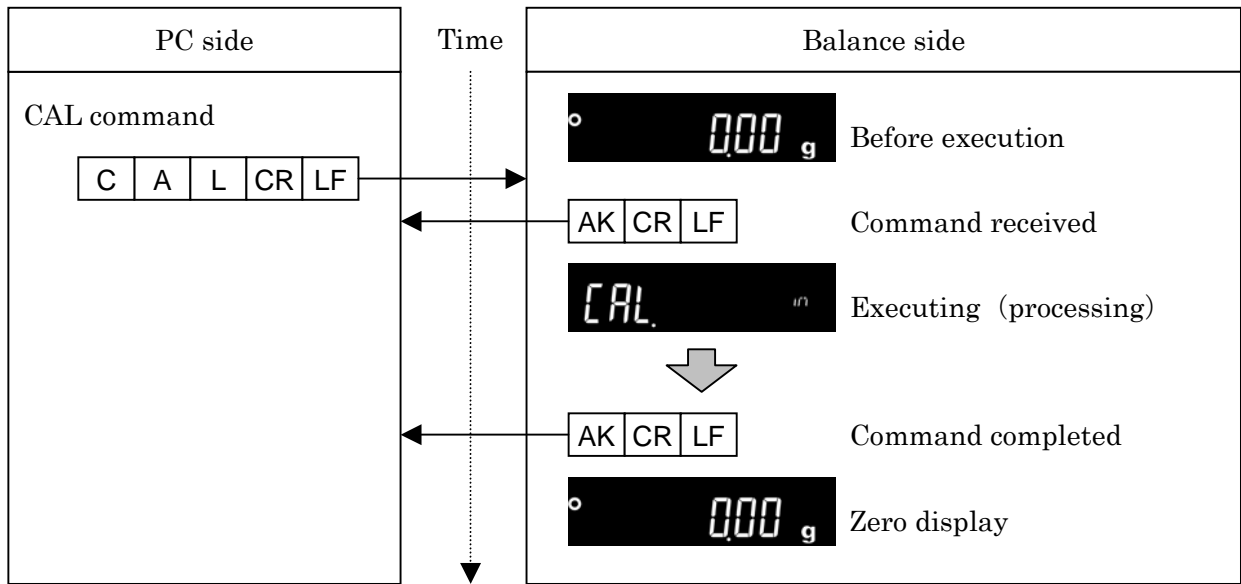 PC side
Time
Balance side
CAL command
C A L CR LF
0.00 g Before execution
AK CR LF Command received
CAL. in Executing (processing)
AK CR LF Command completed
0.00 g Zero display